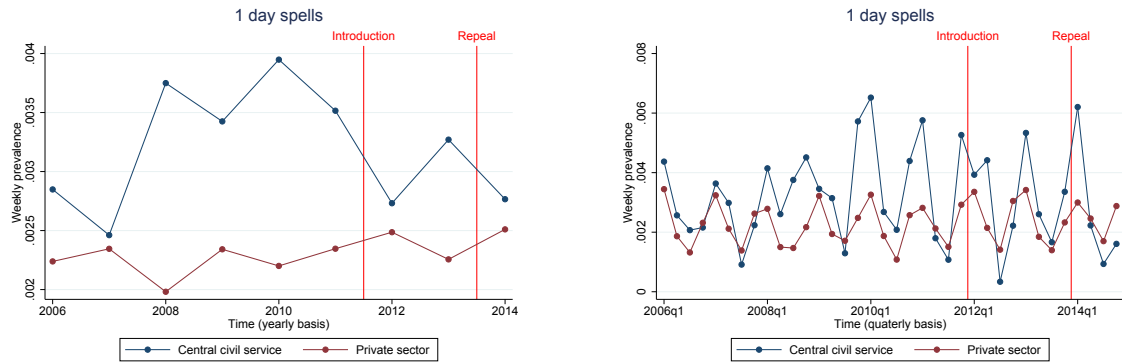 1 day spells
Introduction Repeal
Weekly prevalence
.004
.0035
.003
.0025
.002
2006 2008 2010 2012 2014
Time (yearly basis)
Central civil service Private sector
1 day spells
Introduction Repeal
Weekly prevalence
.008
.006
.004
.002
0
2006q1 2008q1 2010q1 2012q1 2014q1
Time (quaterly basis)
Central civil service Private sector